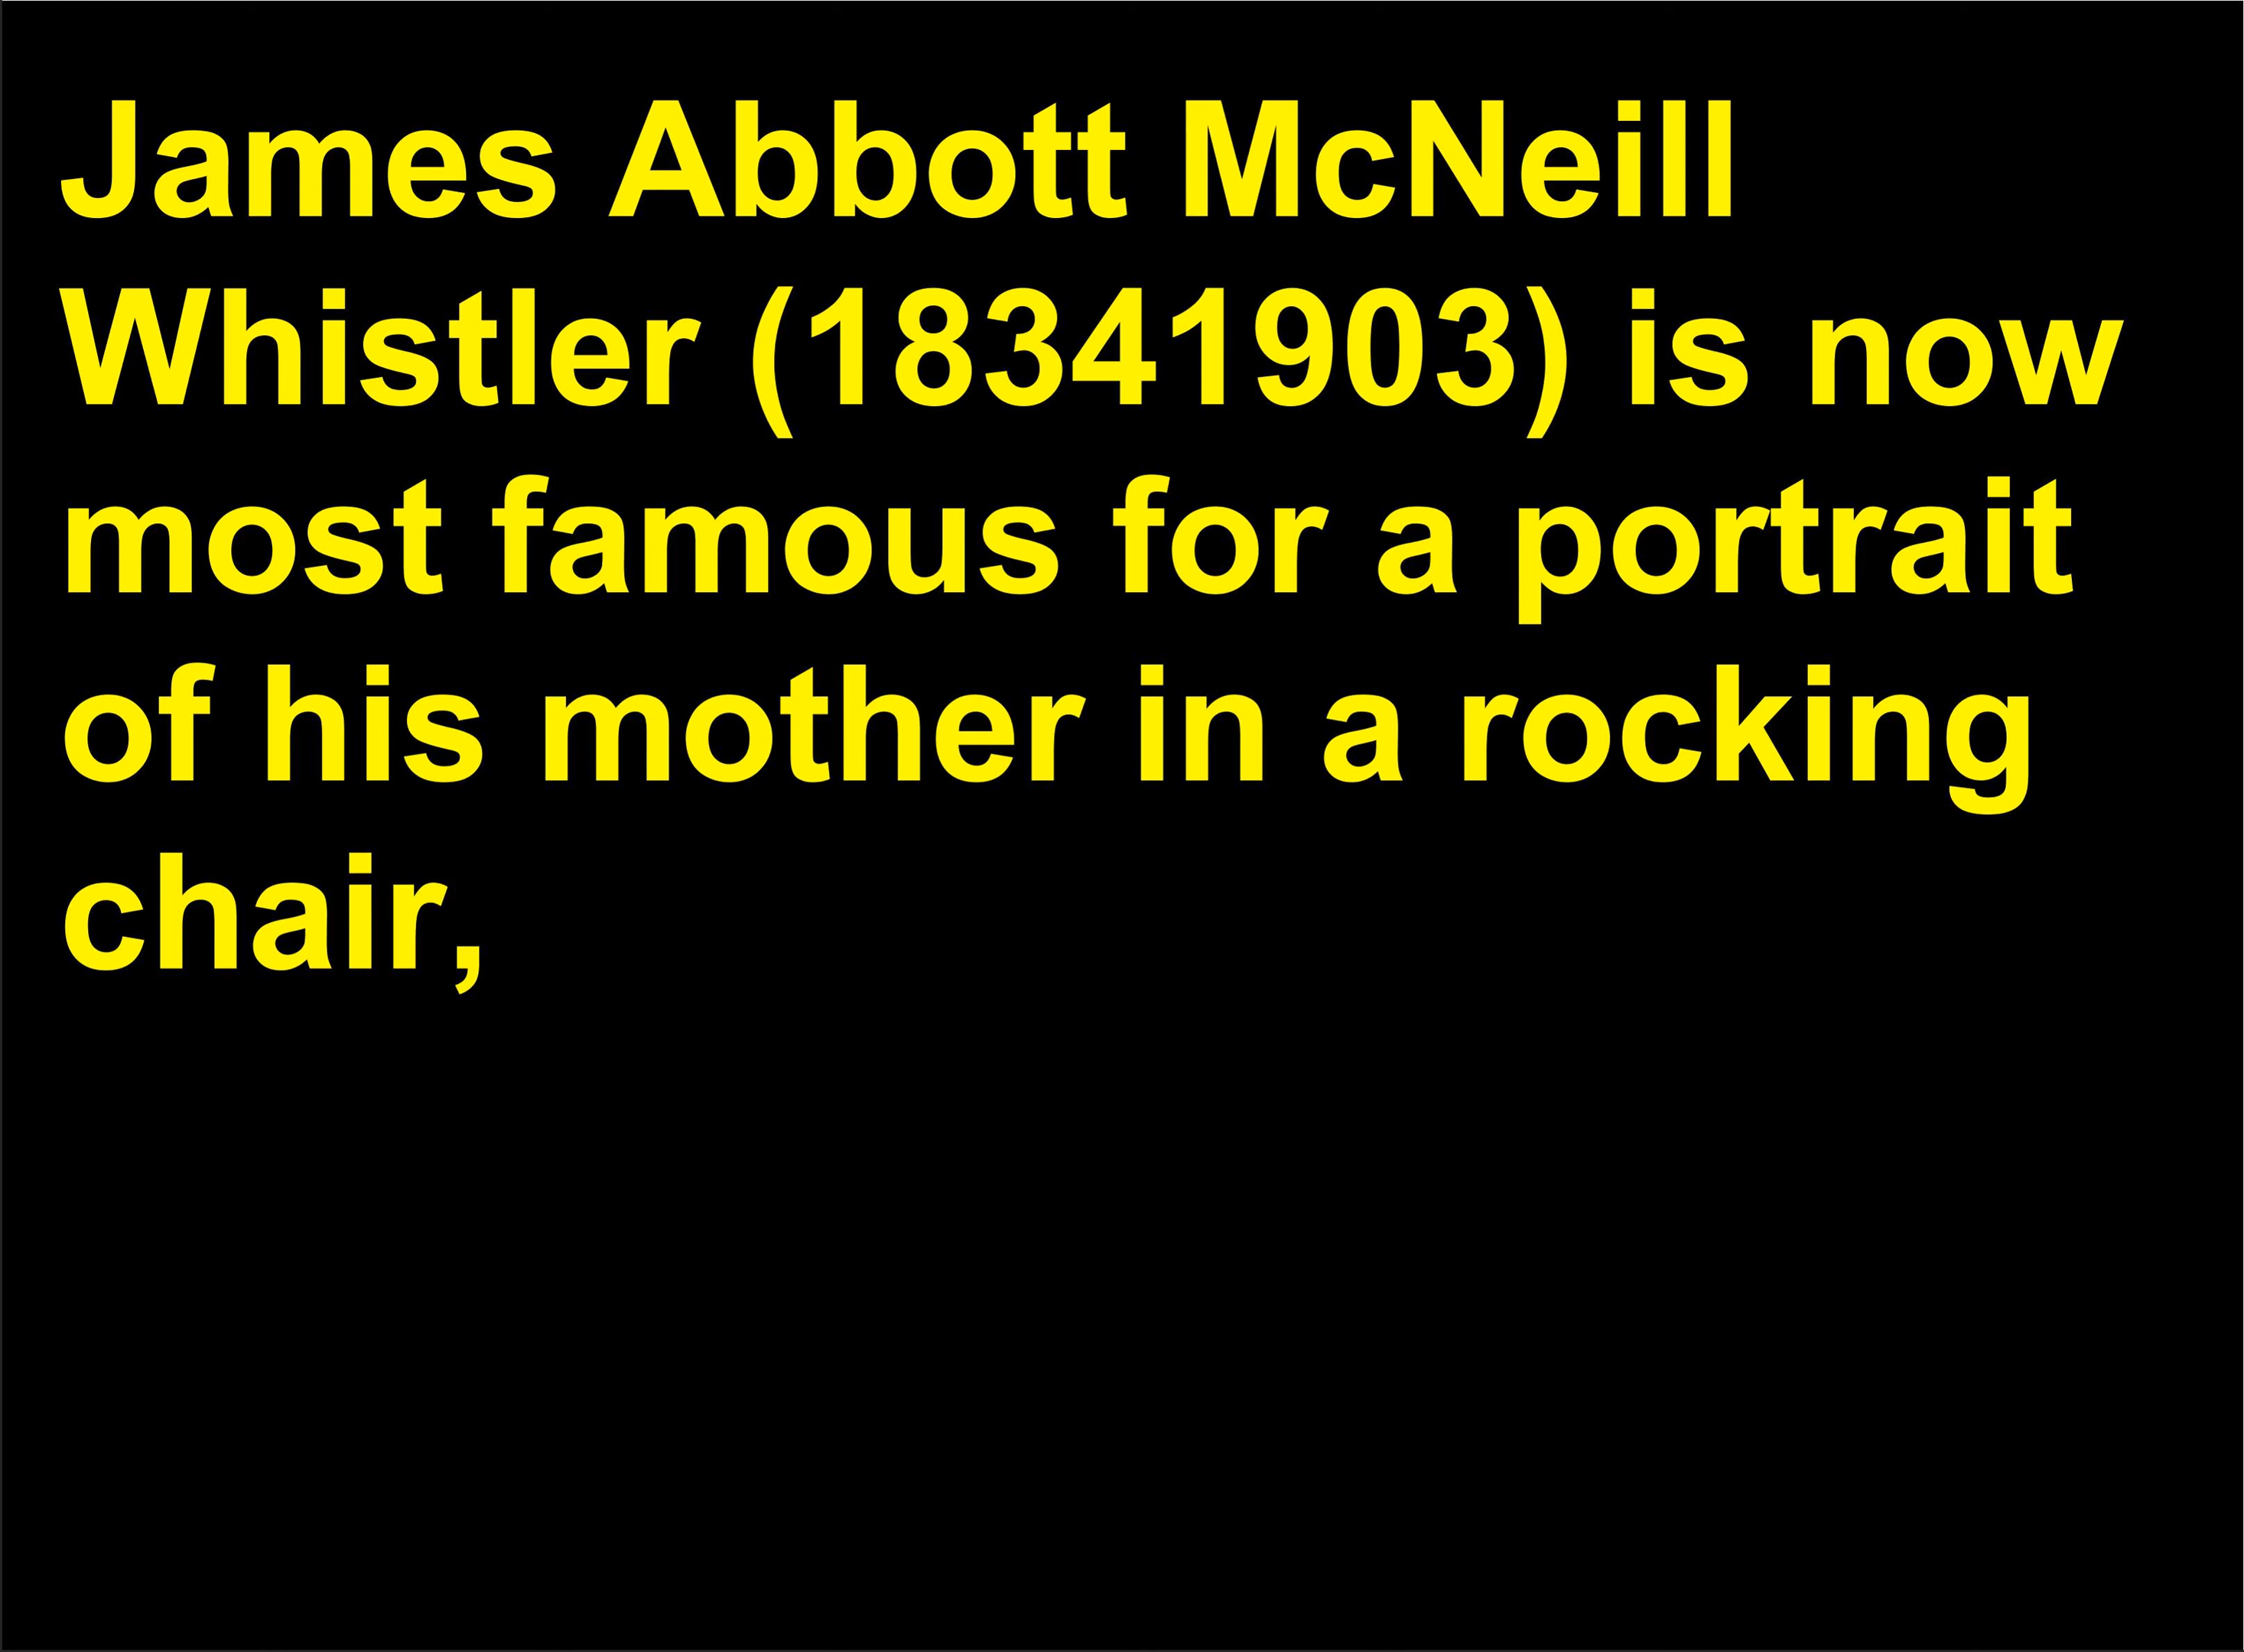 James Abbott McNeill
Whistler (18341903) is now
most famous for a portrait
of his mother in a rocking
chair,